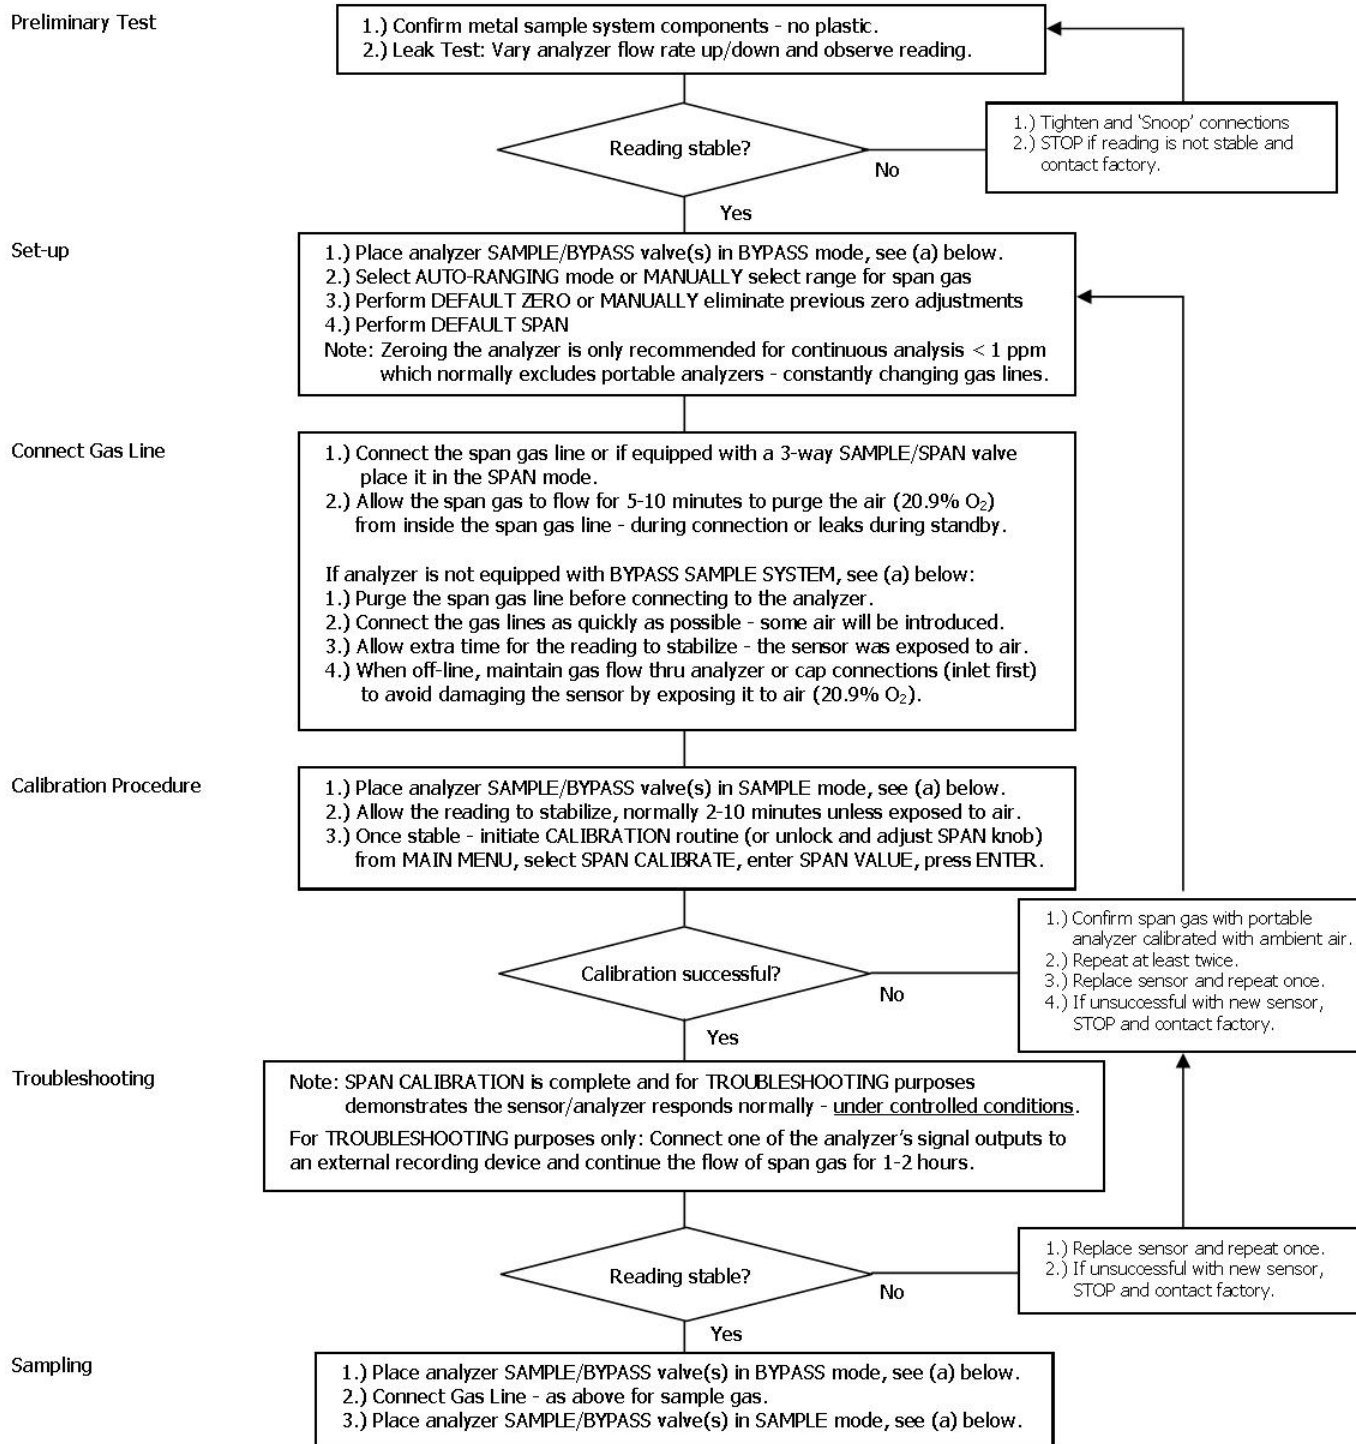 Preliminary Test
1.) Confirm metal sample system components - no plastic.
2.) Leak Test: Vary analyzer flow rate up/down and observe reading.
Reading stable?
No
1.) Tighten and 'Snoop' connections
2.) STOP if reading is not stable and
contact factory.
Yes
Set-up
1.) Place analyzer SAMPLE/BYPASS valve(s) in BYPASS mode, see (a) below.
2.) Select AUTO-RANGING mode or MANUALLY select range for span gas
3.) Perform DEFAULT ZERO or MANUALLY eliminate previous zero adjustments
4.) Perform DEFAULT SPAN
Note: Zeroing the analyzer is only recommended for continuous analysis < 1 ppm
which normally excludes portable analyzers - constantly changing gas lines.
Connect Gas Line
1.) Connect the span gas line or if equipped with a 3-way SAMPLE/SPAN valve
place it in the SPAN mode.
2.) Allow the span gas to flow for 5-10 minutes to purge the air (20.9% O₂)
from inside the span gas line - during connection or leaks during standby.
If analyzer is not equipped with BYPASS SAMPLE SYSTEM, see (a) below:
1.) Purge the span gas line before connecting to the analyzer.
2.) Connect the gas lines as quickly as possible - some air will be introduced.
3.) Allow extra time for the reading to stabilize - the sensor was exposed to air.
4.) When off-line, maintain gas flow thru analyzer or cap connections (inlet first)
to avoid damaging the sensor by exposing it to air (20.9% O₂).
Calibration Procedure
1.) Place analyzer SAMPLE/BYPASS valve(s) in SAMPLE mode, see (a) below.
2.) Allow the reading to stabilize, normally 2-10 minutes unless exposed to air.
3.) Once stable - initiate CALIBRATION routine (or unlock and adjust SPAN knob)
from MAIN MENU, select SPAN CALIBRATE, enter SPAN VALUE, press ENTER.
Calibration successful?
No
1.) Confirm span gas with portable
analyzer calibrated with ambient air.
2.) Repeat at least twice.
3.) Replace sensor and repeat once.
4.) If unsuccessful with new sensor,
STOP and contact factory.
Yes
Troubleshooting
Note: SPAN CALIBRATION is complete and for TROUBLESHOOTING purposes
demonstrates the sensor/analyzer responds normally - under controlled conditions.
For TROUBLESHOOTING purposes only: Connect one of the analyzer's signal outputs to
an external recording device and continue the flow of span gas for 1-2 hours.
Reading stable?
No
1.) Replace sensor and repeat once.
2.) If unsuccessful with new sensor,
STOP and contact factory.
Yes
Sampling
1.) Place analyzer SAMPLE/BYPASS valve(s) in BYPASS mode, see (a) below.
2.) Connect Gas Line - as above for sample gas.
3.) Place analyzer SAMPLE/BYPASS valve(s) in SAMPLE mode, see (a) below.